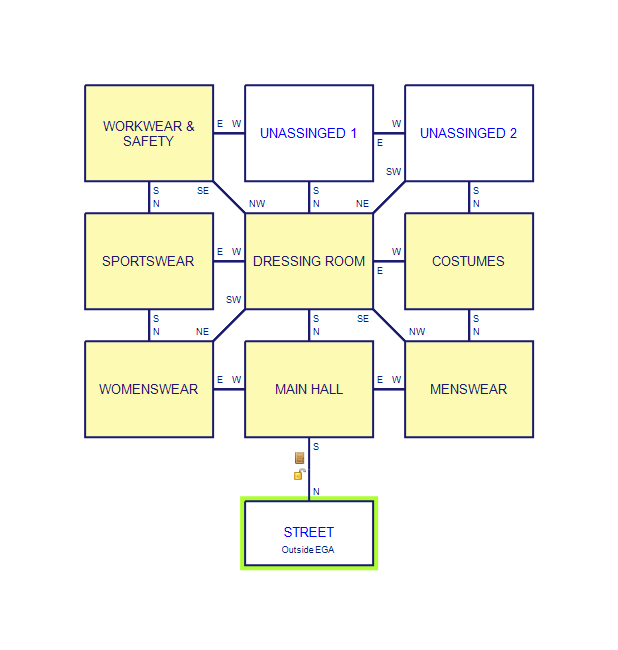 WORKWEAR &
SAFETY
E W
UNASSINGED 1
W
E
UNASSINGED 2
SW
S
N
SE
NW
S
N
NE
S
N
SPORTSWEAR
E W
DRESSING ROOM
W
E
COSTUMES
SW
S
N
NE
S
N
SE
NW
S
N
WOMENSWEAR
E W
MAIN HALL
E W
MENSWEAR
S
N
STREET
Outside EGA